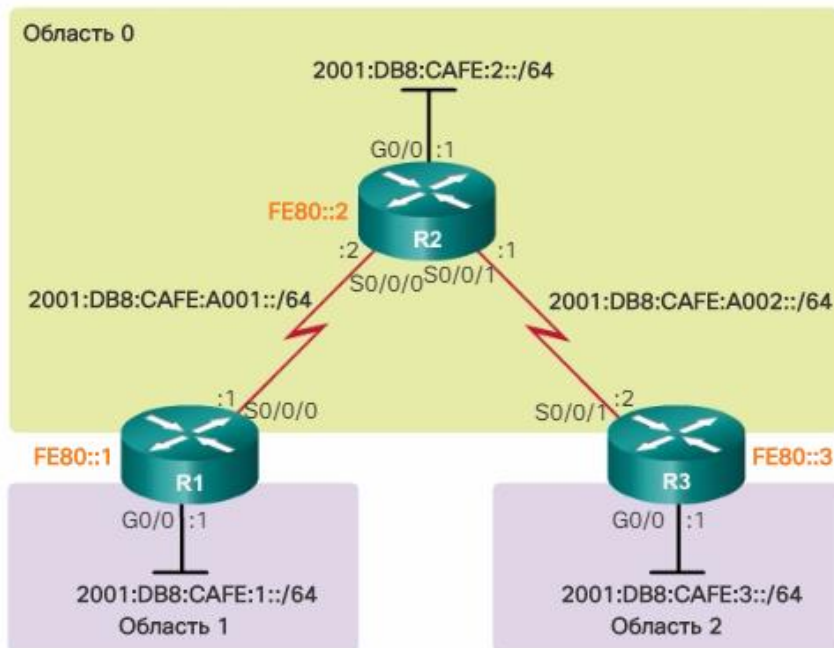 Область 0
2001:DB8:CAFE:2::/64
G0/0 :1
FE80::2
R2
:2 :1
S0/0/0 S0/0/1
2001:DB8:CAFE:A001::/64 2001:DB8:CAFE:A002::/64
:1 S0/0/0
S0/0/1 :2
FE80::1
R1
R3
FE80::3
G0/0 :1
G0/0 :1
2001:DB8:CAFE:1::/64
Область 1
2001:DB8:CAFE:3::/64
Область 2